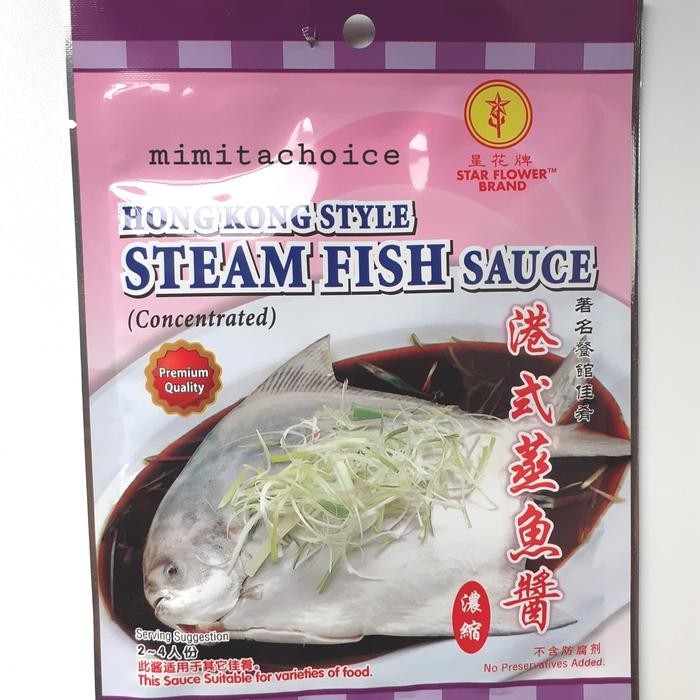 mimitachoice
星花牌
STAR FLOWER™
BRAND
HONG KONG STYLE
STEAM FISH SAUCE
(Concentrated)
Premium
Quality
著名餐館佳肴
港式蒸魚醬
濃縮
Serving Suggestion
2~4人份
此酱适用于其它佳肴。
This Sauce Suitable for varieties of food.
不含防腐剂
No Preservatives Added.